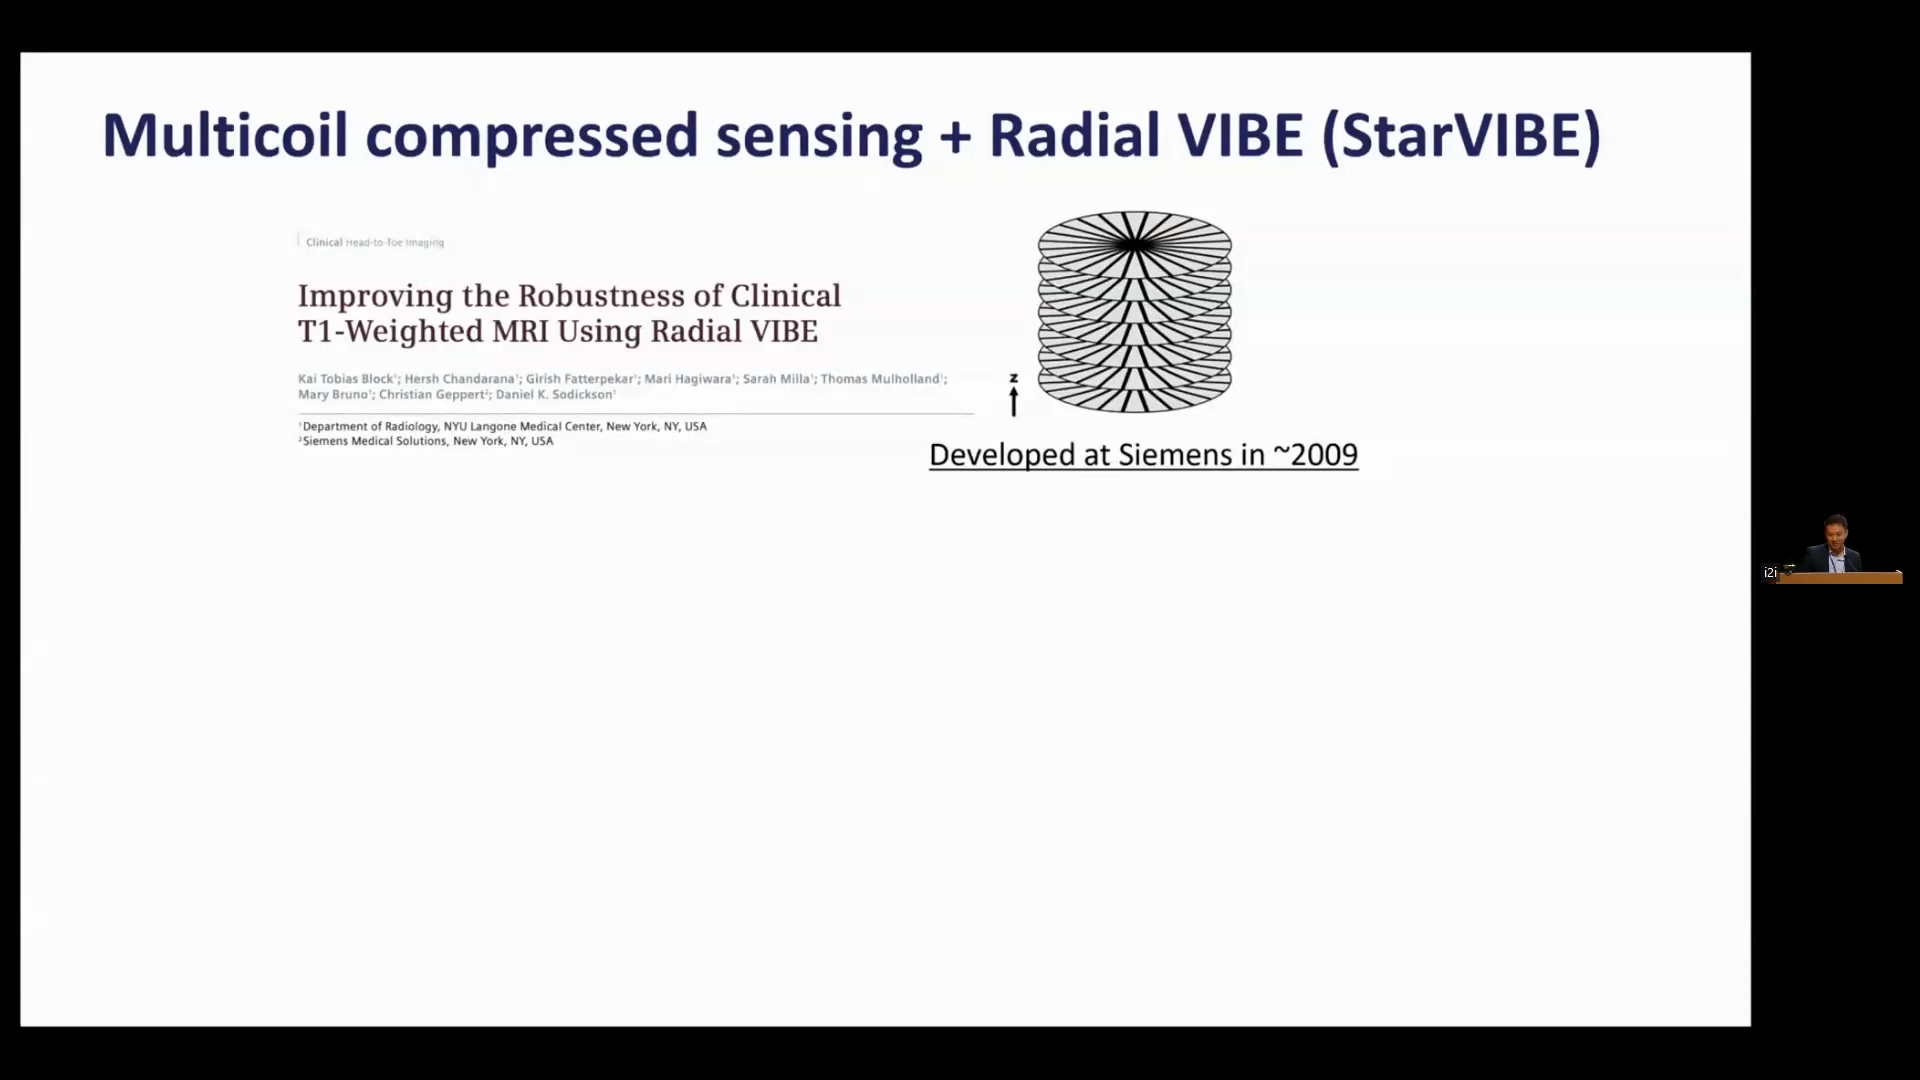 Multicoil compressed sensing + Radial VIBE (StarVIBE)
Clinical Head-to-Toe Imaging
Improving the Robustness of Clinical
T1-Weighted MRI Using Radial VIBE
Kai Tobias Block¹; Hersh Chandarana¹; Girish Fatterpekar¹; Mari Hagiwara¹; Sarah Milla¹; Thomas Mulholland¹;
Mary Bruno¹; Christian Geppert²; Daniel K. Sodickson¹
¹Department of Radiology, NYU Langone Medical Center, New York, NY, USA
²Siemens Medical Solutions, New York, NY, USA
z
Developed at Siemens in ~2009
i2i